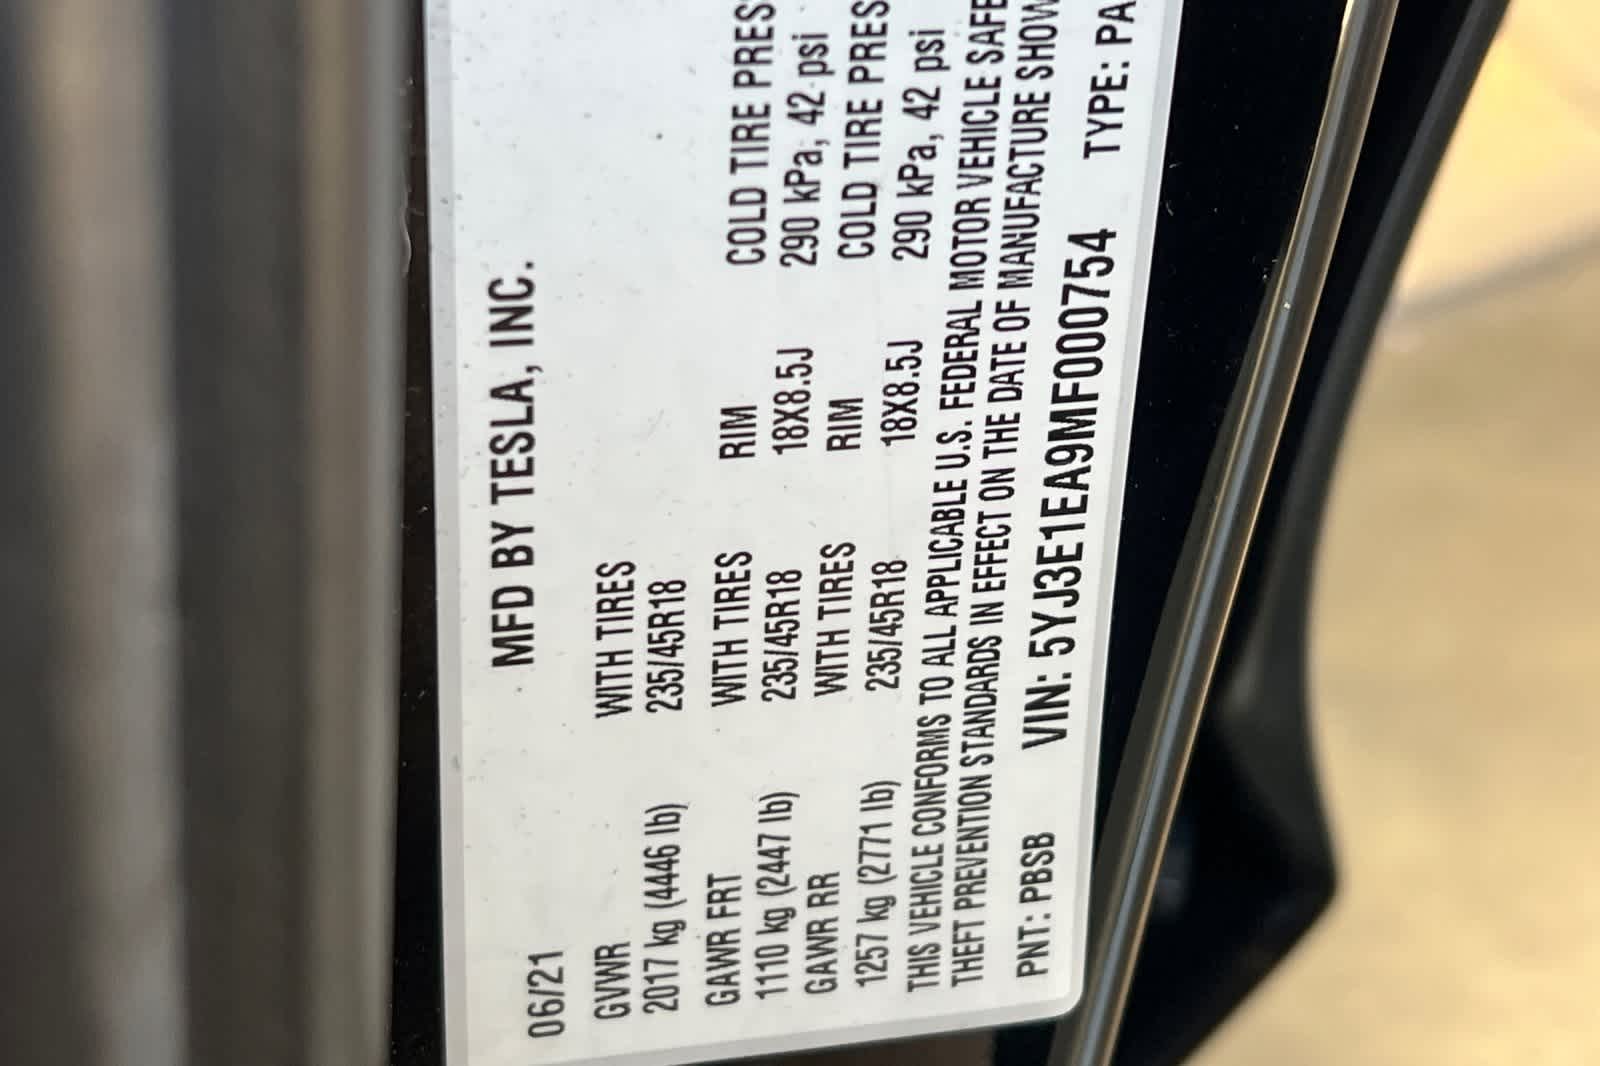 MFD BY TESLA, INC.
06/21
GVWR WITH TIRES
2017 kg (4446 lb) 235/45R18
GAWR FRT WITH TIRES RIM COLD TIRE PRES
1110 kg (2447 lb) 235/45R18 18X8.5J 290 kPa, 42 psi
GAWR RR WITH TIRES RIM COLD TIRE PRES
1257 kg (2771 lb) 235/45R18 18X8.5J 290 kPa, 42 psi
THIS VEHICLE CONFORMS TO ALL APPLICABLE U.S. FEDERAL MOTOR VEHICLE SAFE
THEFT PREVENTION STANDARDS IN EFFECT ON THE DATE OF MANUFACTURE SHOW
PNT: PBSB VIN: 5YJ3E1EA9MF000754 TYPE: PA